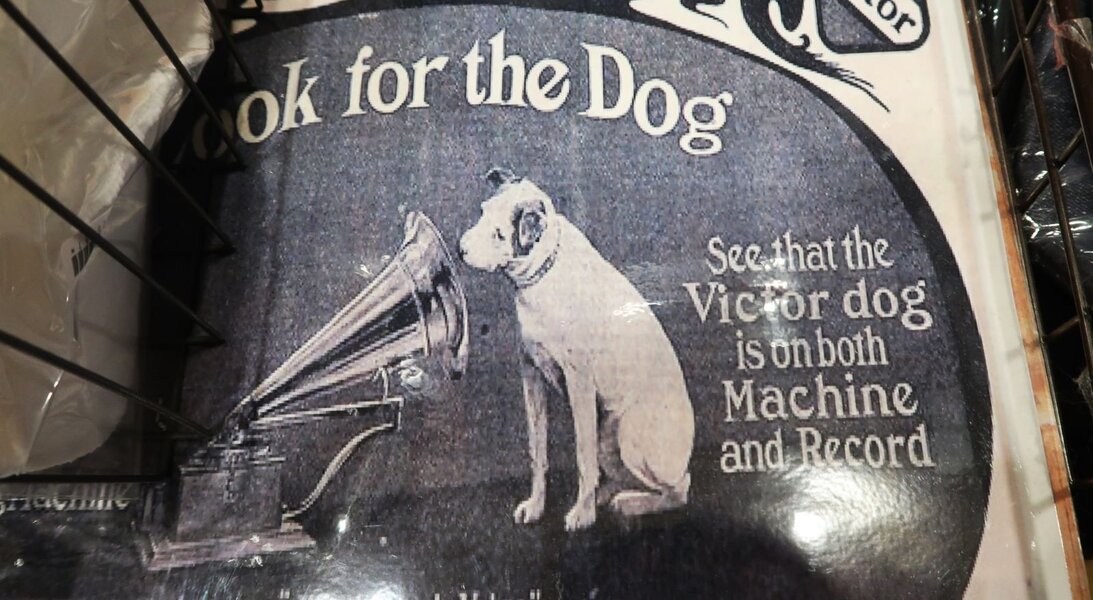 ook for the Dog
See that the
Victor dog
is on both
Machine
and Record